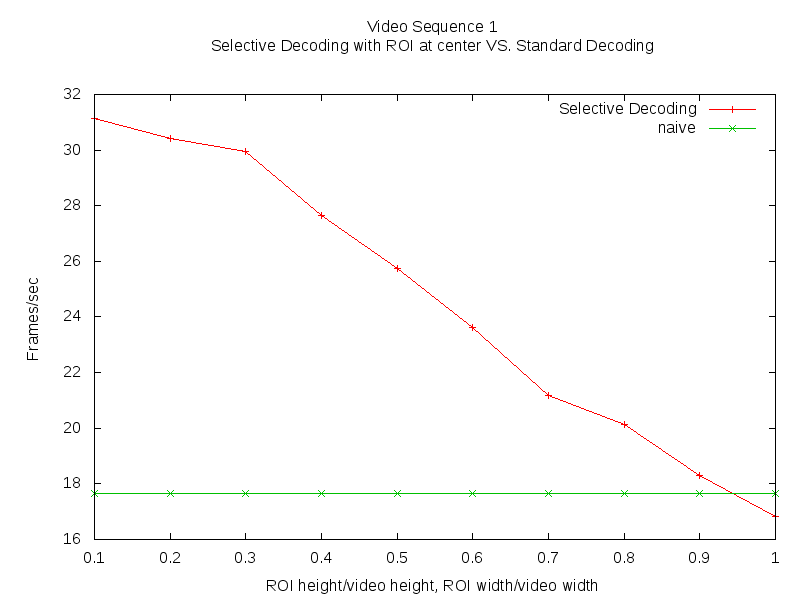 Video Sequence 1
Selective Decoding with ROI at center VS. Standard Decoding
Selective Decoding
naive
32
30
28
26
24
22
20
18
16
Frames/sec
0.1 0.2 0.3 0.4 0.5 0.6 0.7 0.8 0.9 1
ROI height/video height, ROI width/video width